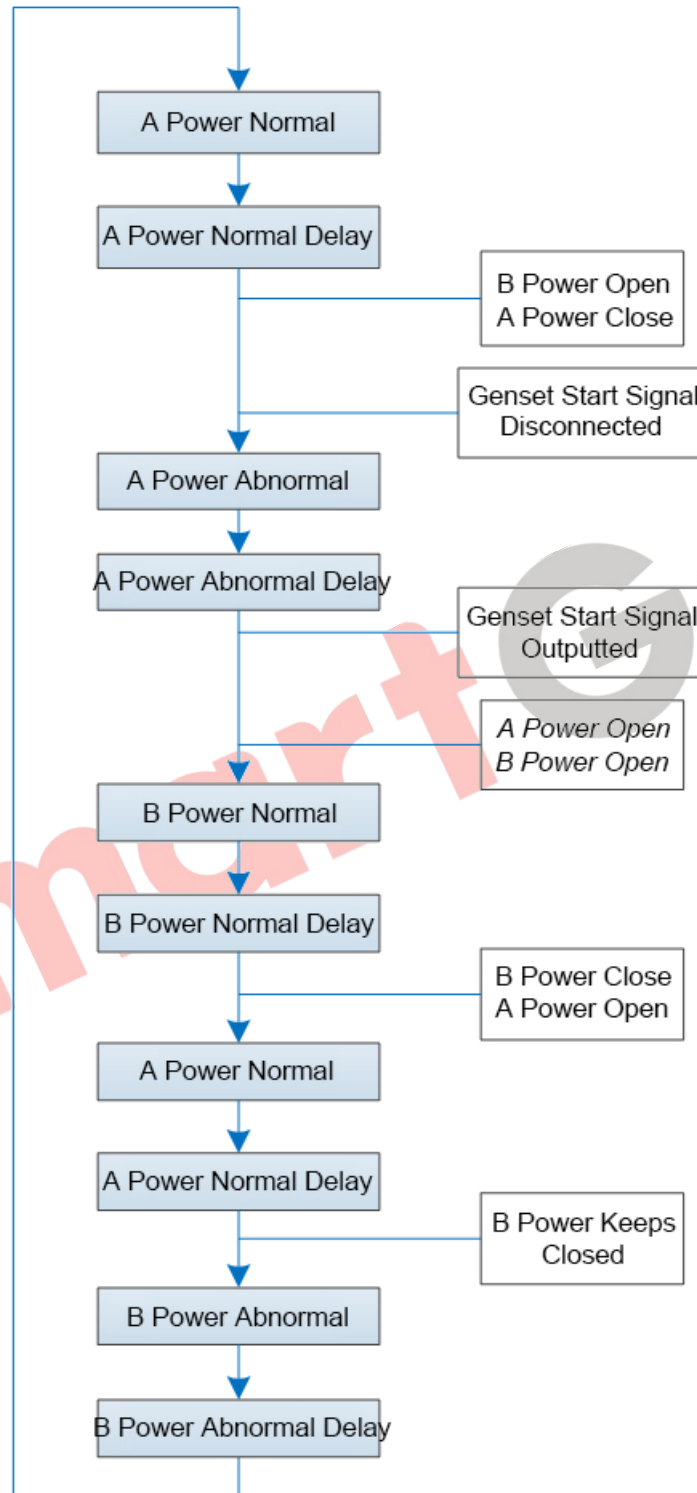 A Power Normal
A Power Normal Delay
B Power Open
A Power Close
Genset Start Signal
Disconnected
A Power Abnormal
A Power Abnormal Delay
Genset Start Signal
Outputted
A Power Open
B Power Open
B Power Normal
B Power Normal Delay
B Power Close
A Power Open
A Power Normal
A Power Normal Delay
B Power Keeps
Closed
B Power Abnormal
B Power Abnormal Delay
martG